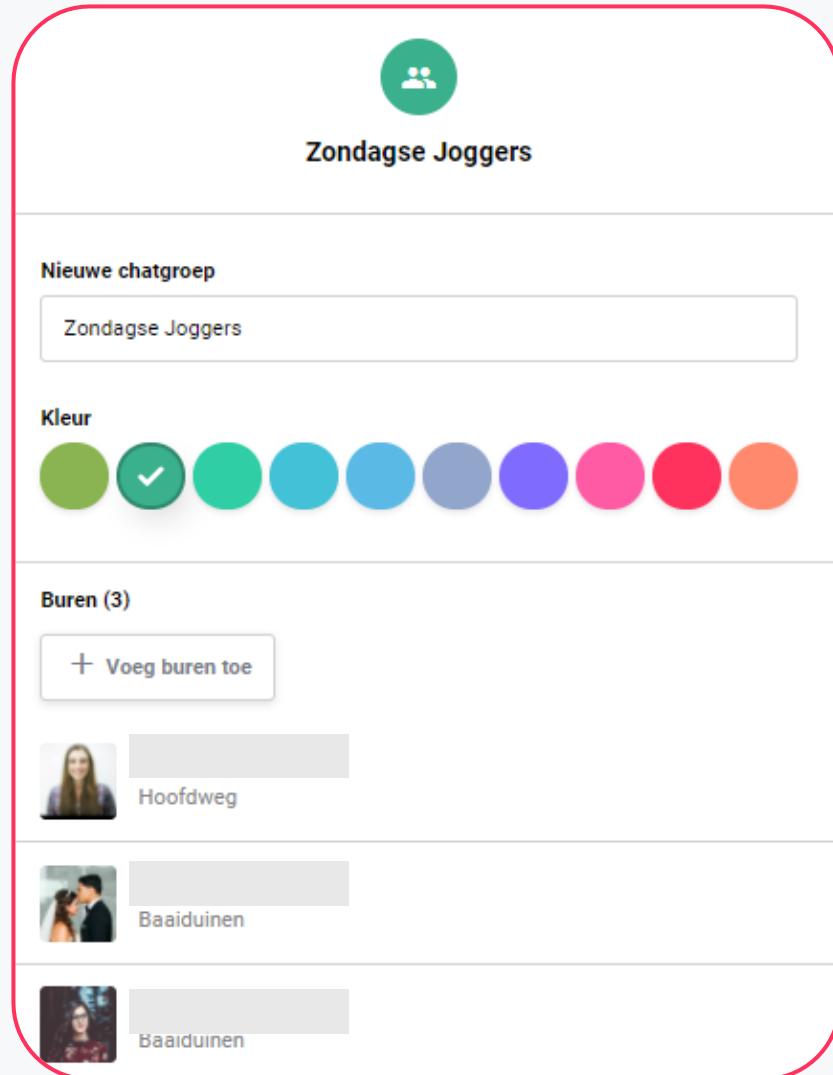 Zondagse Joggers
Nieuwe chatgroep
Zondagse Joggers
Kleur
Buren (3)
+ Voeg buren toe
Hoofdweg
Baaiduinen
Baaiduinen